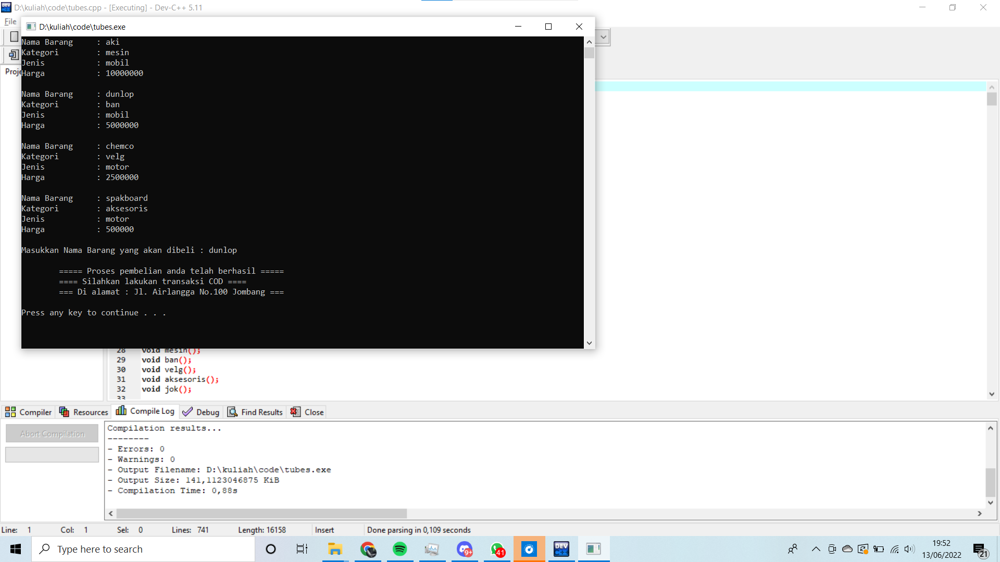 D:\kuliah\code\tubes.cpp - [Executing] - Dev-C++ 5.11
File
D:\kuliah\code\tubes.exe
Proje
Nama Barang : aki
Kategori : mesin
Jenis : mobil
Harga : 10000000
Nama Barang : dunlop
Kategori : ban
Jenis : mobil
Harga : 5000000
Nama Barang : chemco
Kategori : velg
Jenis : motor
Harga : 2500000
Nama Barang : spakboard
Kategori : aksesoris
Jenis : motor
Harga : 500000
Masukkan Nama Barang yang akan dibeli : dunlop
===== Proses pembelian anda telah berhasil =====
==== Silahkan lakukan transaksi COD ====
=== Di alamat : Jl. Airlangga No.100 Jombang ===
Press any key to continue . . .
28 void mesin();
29 void ban();
30 void velg();
31 void aksesoris();
32 void jok();
33
Compiler Resources Compile Log Debug Find Results Close
Abort Compilation
Compilation results...
--------
- Errors: 0
- Warnings: 0
- Output Filename: D:\kuliah\code\tubes.exe
- Output Size: 141,1123046875 KiB
- Compilation Time: 0,88s
Line: 1 Col: 1 Sel: 0 Lines: 741 Length: 16158 Insert Done parsing in 0,109 seconds
Type here to search
9+
41
DEV C++
19:52
13/06/2022
21